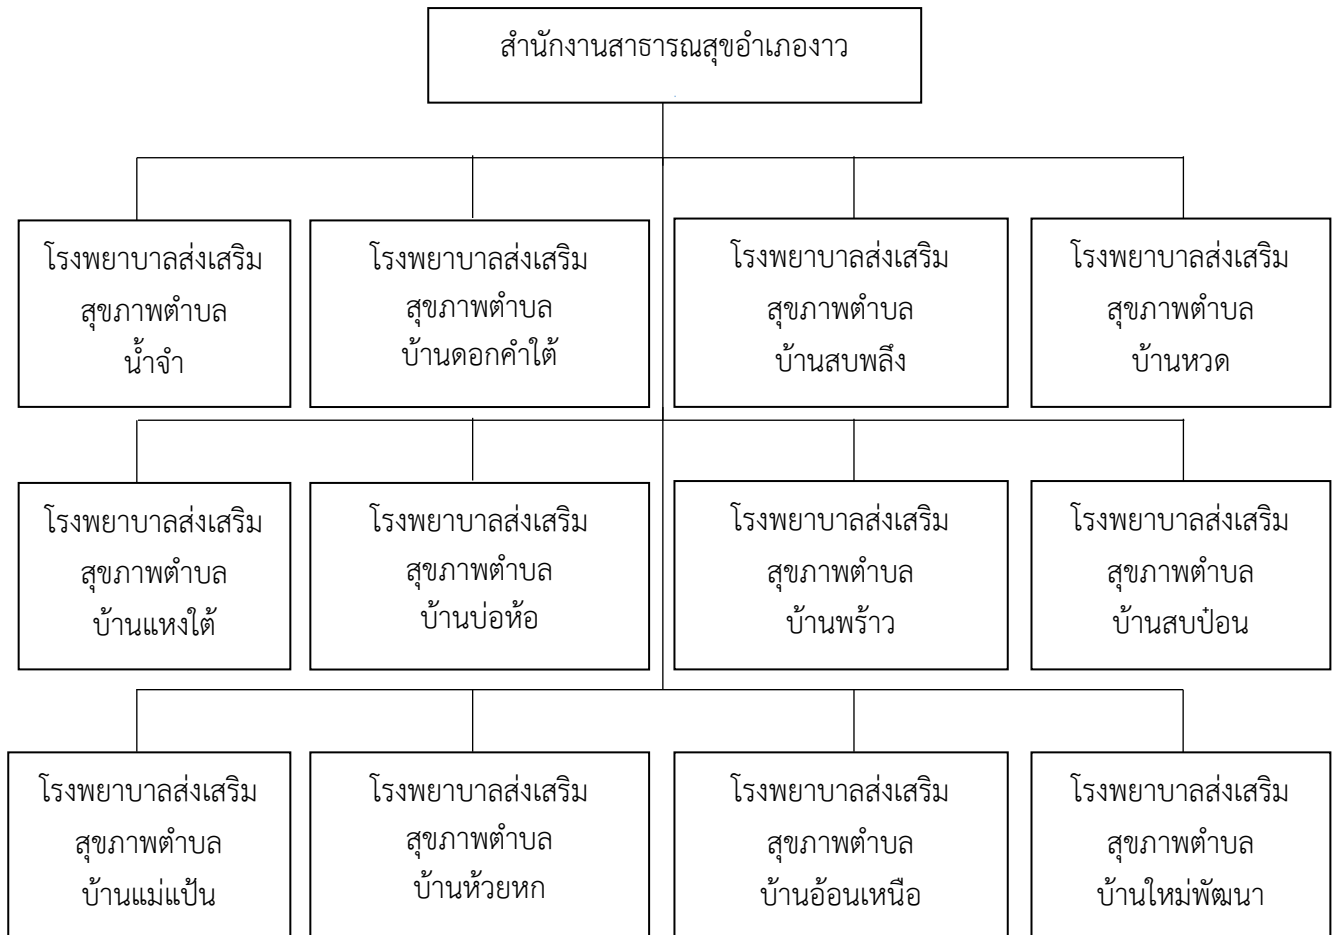 สำนักงานสาธารณสุขอำเภองาว
โรงพยาบาลส่งเสริม
สุขภาพตำบล
น้ำจำ
โรงพยาบาลส่งเสริม
สุขภาพตำบล
บ้านดอกคำใต้
โรงพยาบาลส่งเสริม
สุขภาพตำบล
บ้านสบพลึง
โรงพยาบาลส่งเสริม
สุขภาพตำบล
บ้านหวด
โรงพยาบาลส่งเสริม
สุขภาพตำบล
บ้านแหงใต้
โรงพยาบาลส่งเสริม
สุขภาพตำบล
บ้านบ่อห้อ
โรงพยาบาลส่งเสริม
สุขภาพตำบล
บ้านพร้าว
โรงพยาบาลส่งเสริม
สุขภาพตำบล
บ้านสบป๋อน
โรงพยาบาลส่งเสริม
สุขภาพตำบล
บ้านแม่แป้น
โรงพยาบาลส่งเสริม
สุขภาพตำบล
บ้านห้วยหก
โรงพยาบาลส่งเสริม
สุขภาพตำบล
บ้านอ้อนเหนือ
โรงพยาบาลส่งเสริม
สุขภาพตำบล
บ้านใหม่พัฒนา